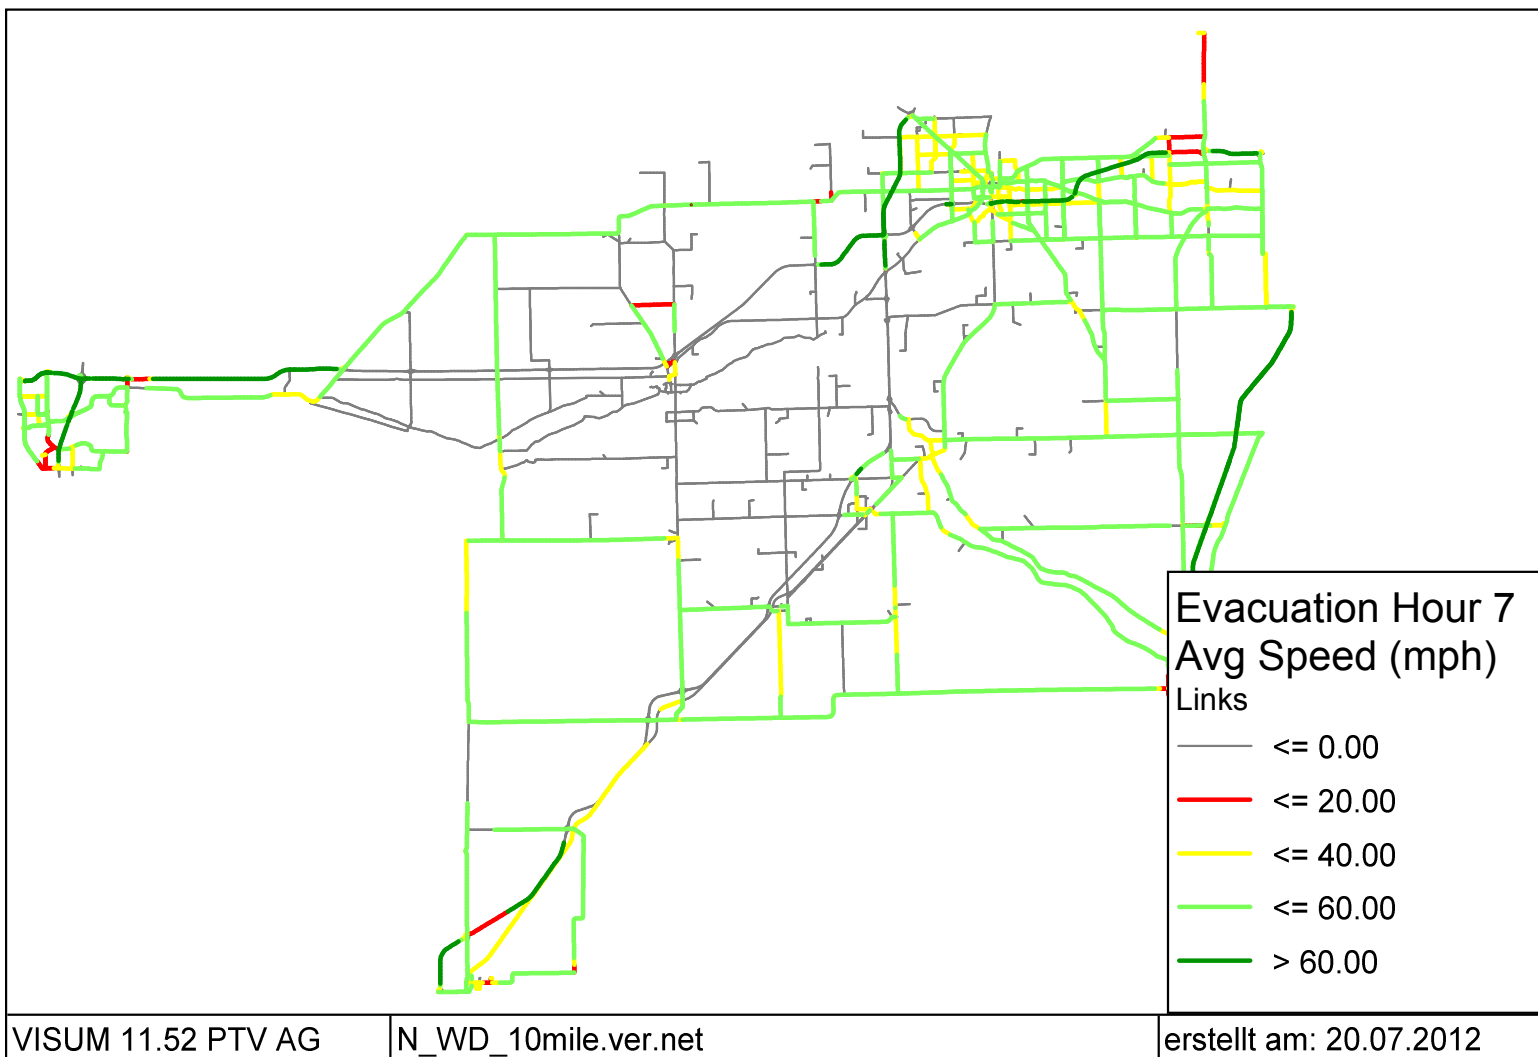 Evacuation Hour 7
Avg Speed (mph)
Links
<= 0.00
<= 20.00
<= 40.00
<= 60.00
> 60.00
VISUM 11.52 PTV AG
N_WD_10mile.ver.net
erstellt am: 20.07.2012